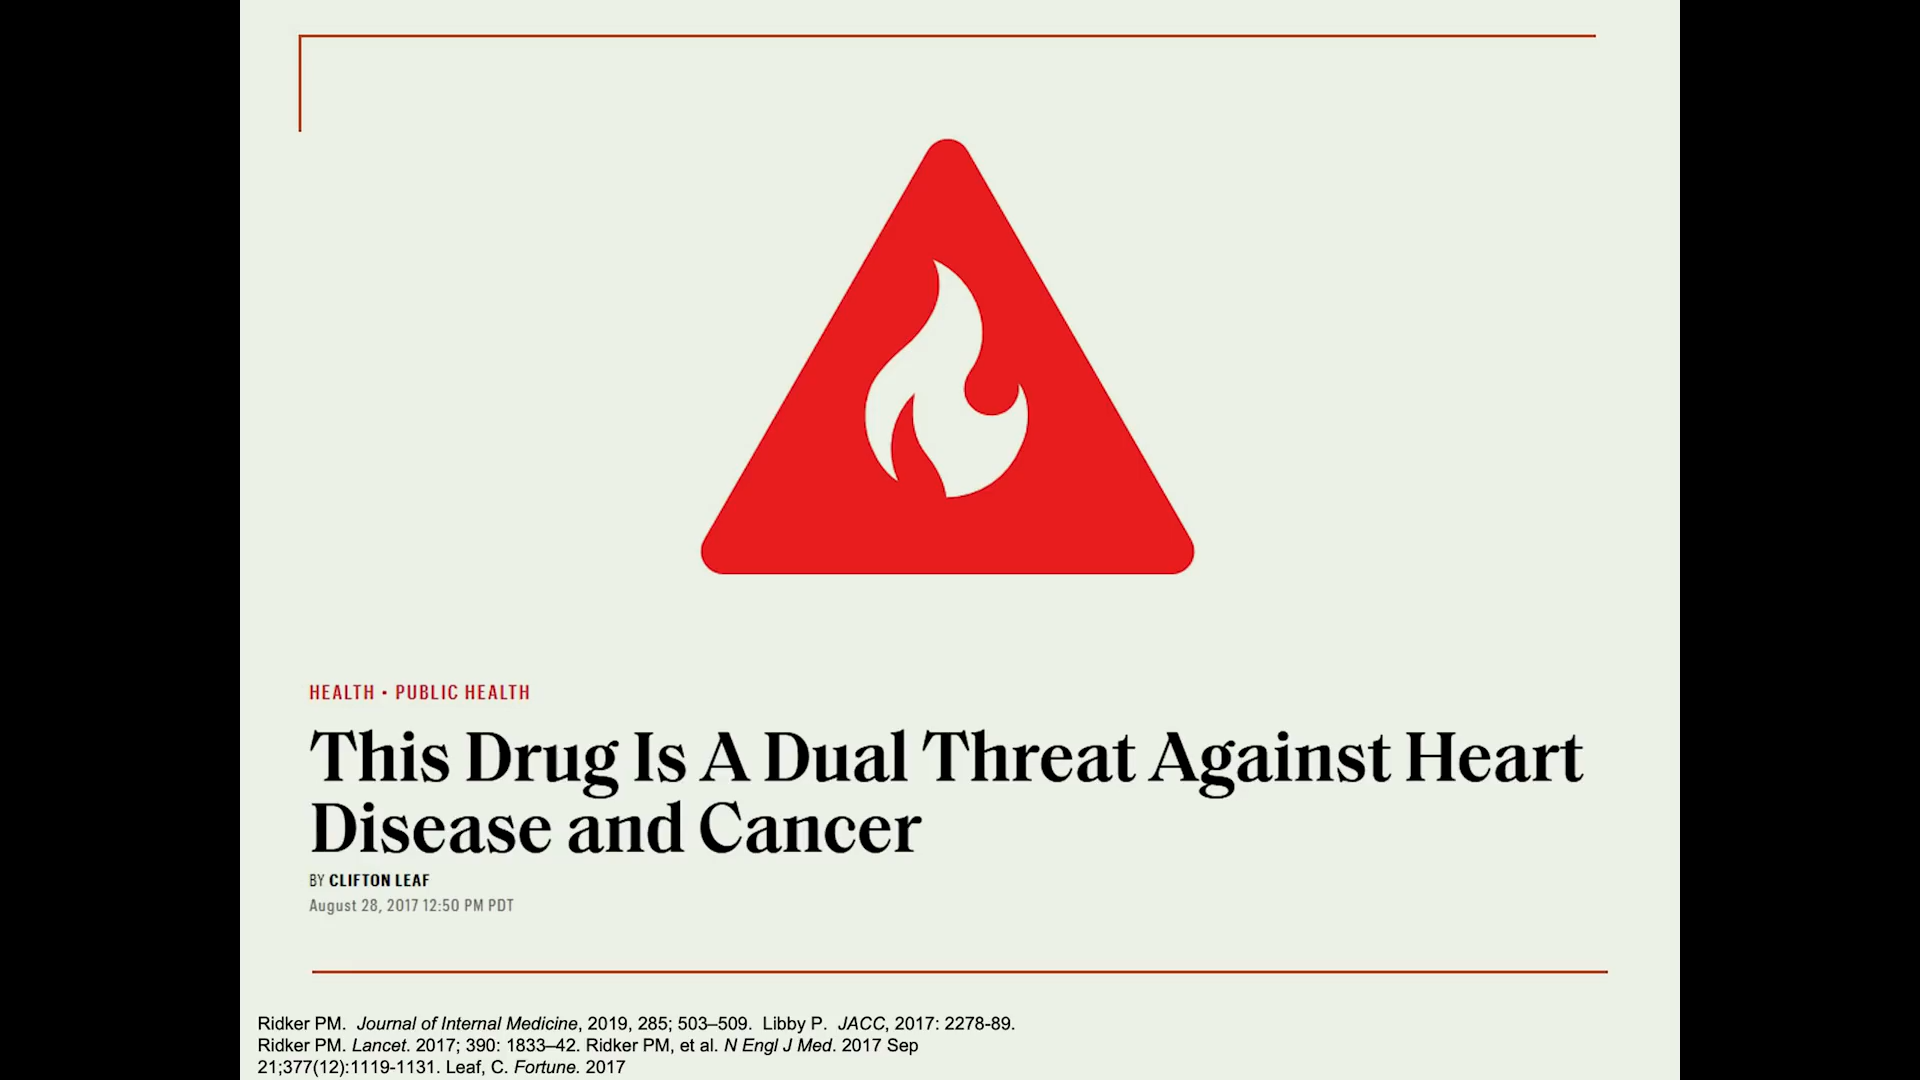 HEALTH • PUBLIC HEALTH
This Drug Is A Dual Threat Against Heart
Disease and Cancer
BY CLIFTON LEAF
August 28, 2017 12:50 PM PDT
Ridker PM. Journal of Internal Medicine, 2019, 285; 503–509. Libby P. JACC, 2017: 2278-89.
Ridker PM. Lancet. 2017; 390: 1833–42. Ridker PM, et al. N Engl J Med. 2017 Sep
21;377(12):1119-1131. Leaf, C. Fortune. 2017